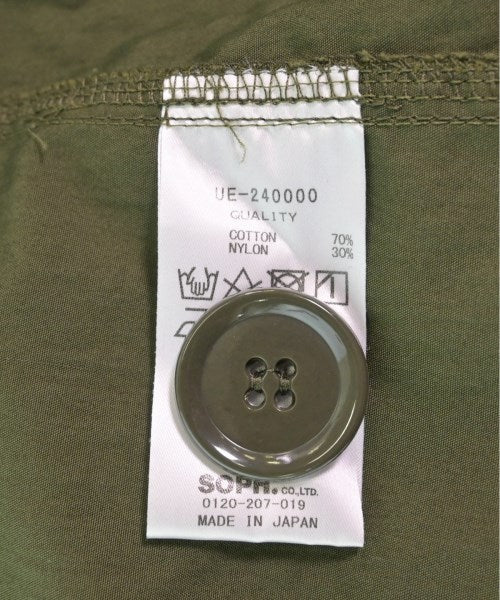 UE-240000
QUALITY
COTTON 70%
NYLON 30%
SOPH. CO.,LTD.
0120-207-019
MADE IN JAPAN